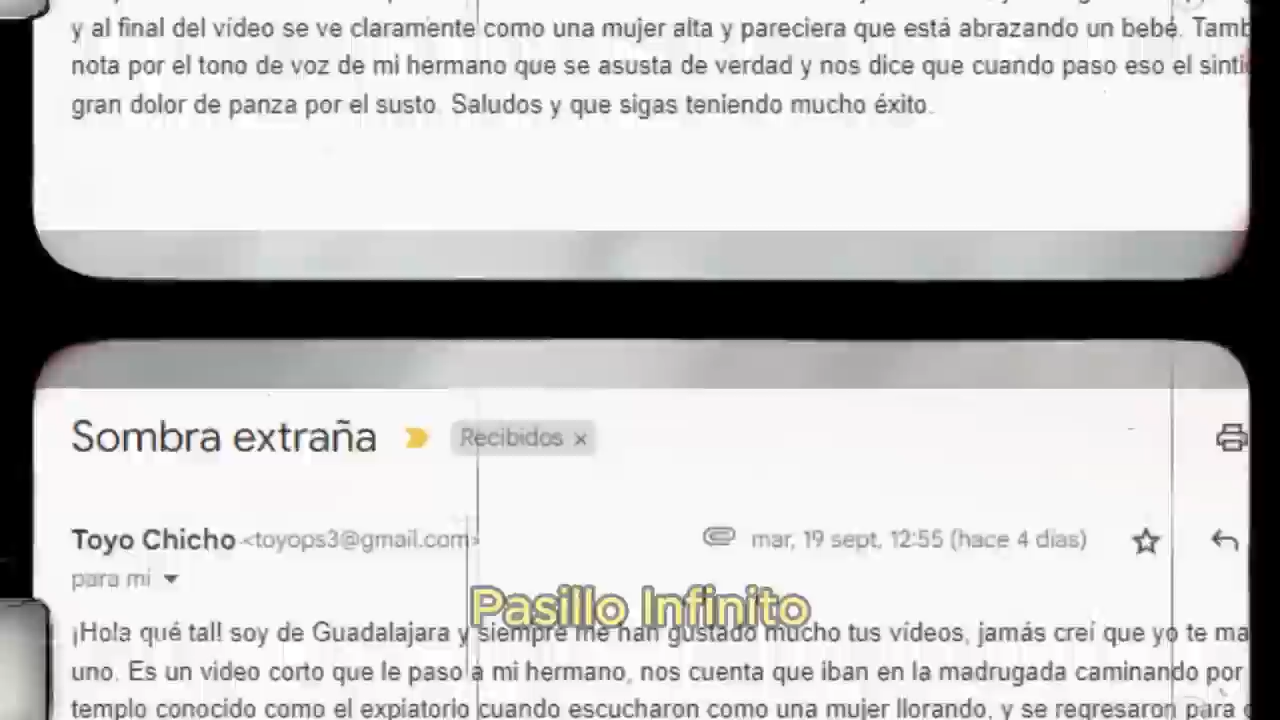 y al final del vídeo se ve claramente como una mujer alta y pareciera que está abrazando un bebé. Tamb
nota por el tono de voz de mi hermano que se asusta de verdad y nos dice que cuando paso eso el sintió
gran dolor de panza por el susto. Saludos y que sigas teniendo mucho éxito.
Sombra extraña Recibidos ×
Toyo Chicho <toyops3@gmail.com> mar, 19 sept, 12:55 (hace 4 días)
para mí
Pasillo Infinito
¡Hola qué tal! soy de Guadalajara y siempre me han gustado mucho tus vídeos, jamás creí que yo te ma
uno. Es un video corto que le paso a mi hermano, nos cuenta que iban en la madrugada caminando por
templo conocido como el expiatorio cuando escucharon como una mujer llorando, y se regresaron para